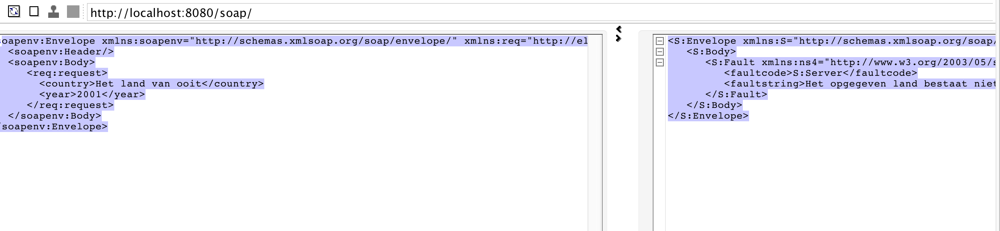 http://localhost:8080/soap/
soapenv:Envelope xmlns:soapenv="http://schemas.xmlsoap.org/soap/envelope/" xmlns:req="http://el
<soapenv:Header/>
<soapenv:Body>
<req:request>
<country>Het land van ooit</country>
<year>2001</year>
</req:request>
</soapenv:Body>
/soapenv:Envelope>
<S:Envelope xmlns:S="http://schemas.xmlsoap.org/soap/
<S:Body>
<S:Fault xmlns:ns4="http://www.w3.org/2003/05/s
<faultcode>S:Server</faultcode>
<faultstring>Het opgegeven land bestaat niet
</S:Fault>
</S:Body>
</S:Envelope>